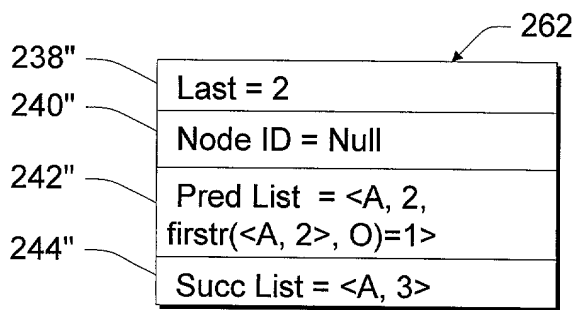 262
238"
Last = 2
240"
Node ID = Null
242"
Pred List = <A, 2,
firstr(<A, 2>, O)=1>
244"
Succ List = <A, 3>